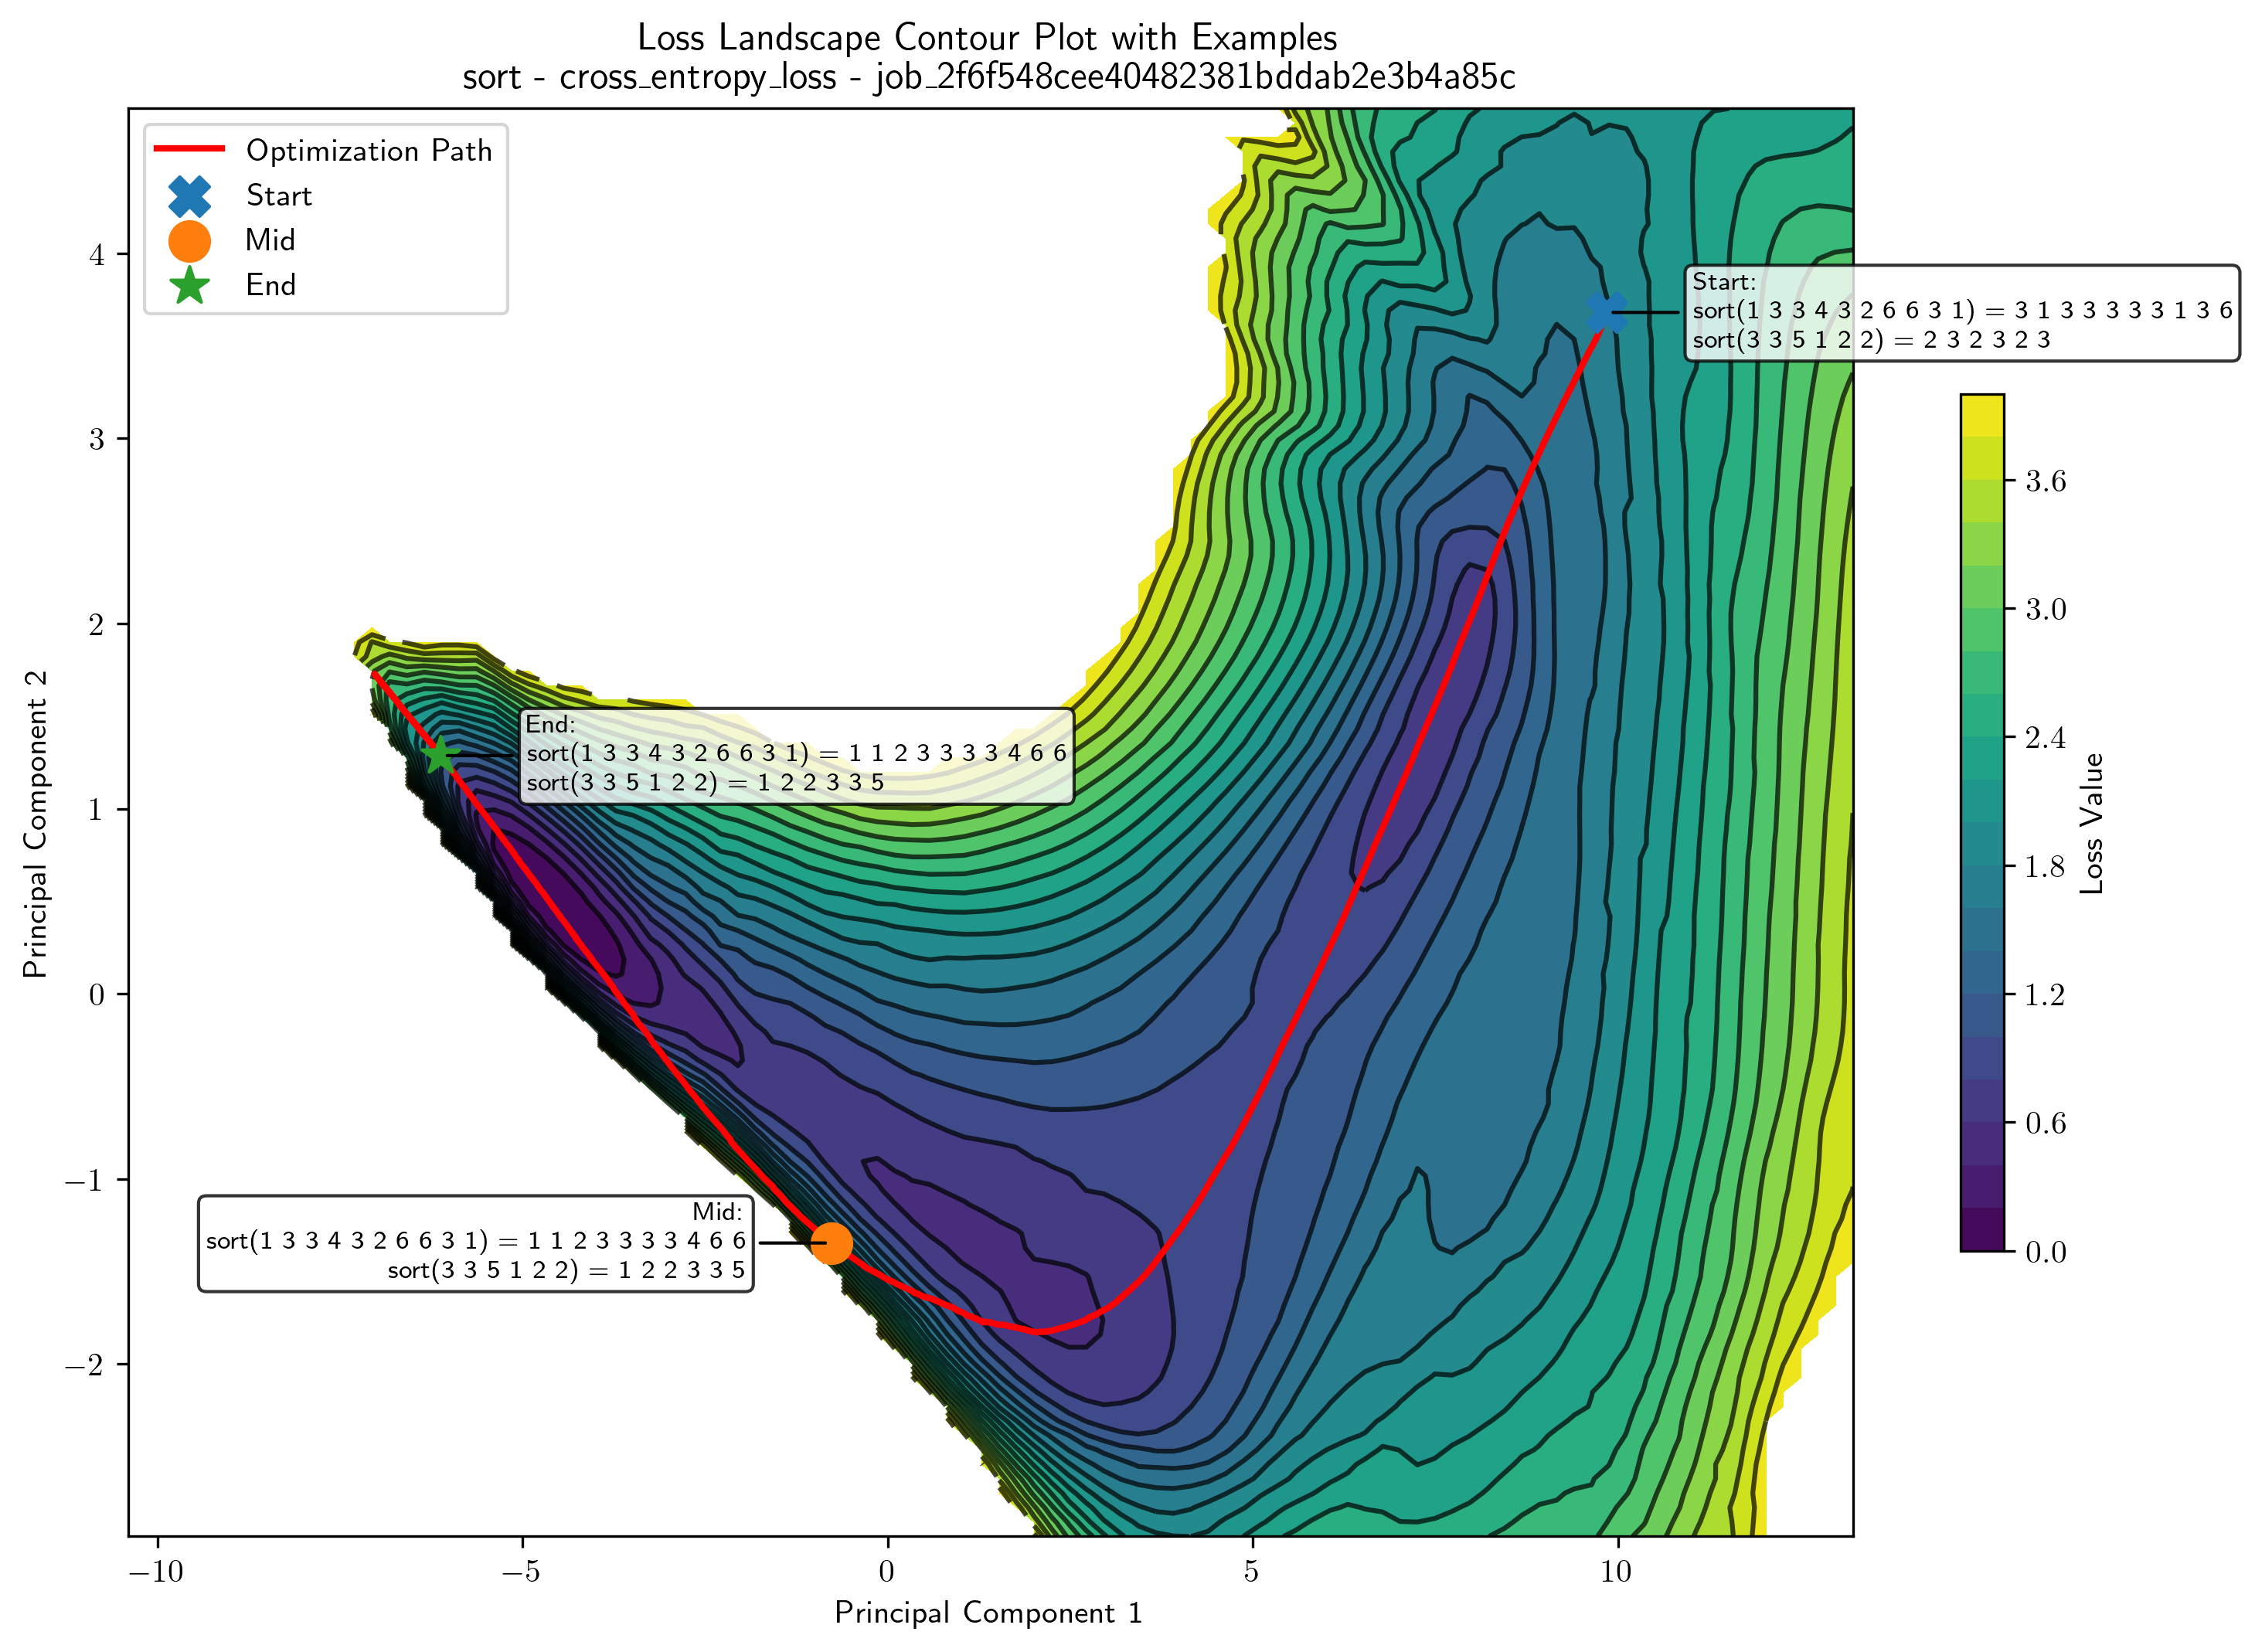 Loss Landscape Contour Plot with Examples
sort - cross_entropy_loss - job_2f6f548cee40482381bddab2e3b4a85c
Optimization Path
Start
Mid
End
Start:
sort(1 3 3 4 3 2 6 6 3 1) = 3 1 3 3 3 3 3 1 3 6
sort(3 3 5 1 2 2) = 2 3 2 3 2 3
End:
sort(1 3 3 4 3 2 6 6 3 1) = 1 1 2 3 3 3 3 4 6 6
sort(3 3 5 1 2 2) = 1 2 2 3 3 5
Mid:
sort(1 3 3 4 3 2 6 6 3 1) = 1 1 2 3 3 3 3 4 6 6
sort(3 3 5 1 2 2) = 1 2 2 3 3 5
4
3
2
1
0
−1
−2
Principal Component 2
−10
−5
0
5
10
Principal Component 1
3.6
3.0
2.4
1.8
1.2
0.6
0.0
Loss Value